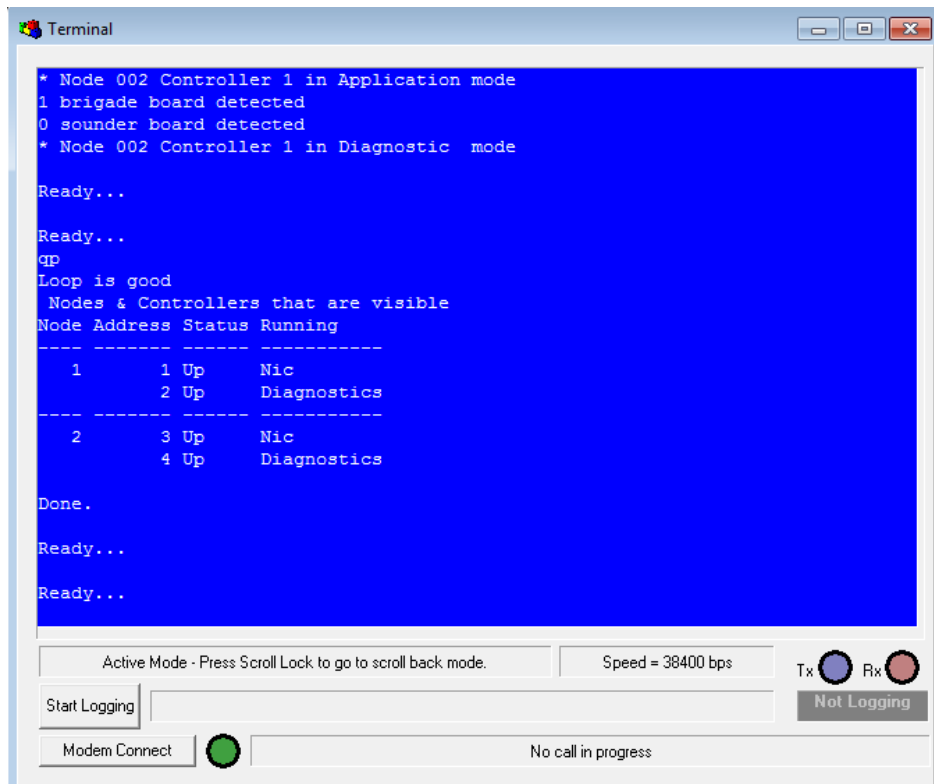 Terminal
* Node 002 Controller 1 in Application mode
1 brigade board detected
0 sounder board detected
* Node 002 Controller 1 in Diagnostic  mode
Ready...
Ready...
qp
Loop is good
 Nodes & Controllers that are visible
Node Address Status Running
---- ------- ------ -----------
   1       1 Up     Nic
           2 Up     Diagnostics
---- ------- ------ -----------
   2       3 Up     Nic
           4 Up     Diagnostics
Done.
Ready...
Ready...
Active Mode - Press Scroll Lock to go to scroll back mode.
Speed = 38400 bps
Tx Rx
Start Logging
Not Logging
Modem Connect
No call in progress